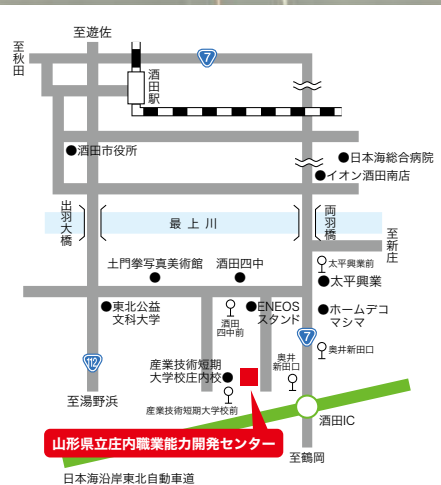 至遊佐
至秋田
7
酒田駅
酒田市役所
日本海総合病院
イオン酒田南店
出羽大橋
最上川
両羽橋
至新庄
土門拳写真美術館
酒田四中
太平興業前
太平興業
東北公益
文科大学
酒田
四中前
ENEOS
スタンド
ホームデコ
マシマ
7
112
産業技術短期
大学校庄内校
奥井
新田口
奥井新田口
至湯野浜
産業技術短期大学校前
酒田IC
山形県立庄内職業能力開発センター
至鶴岡
日本海沿岸東北自動車道